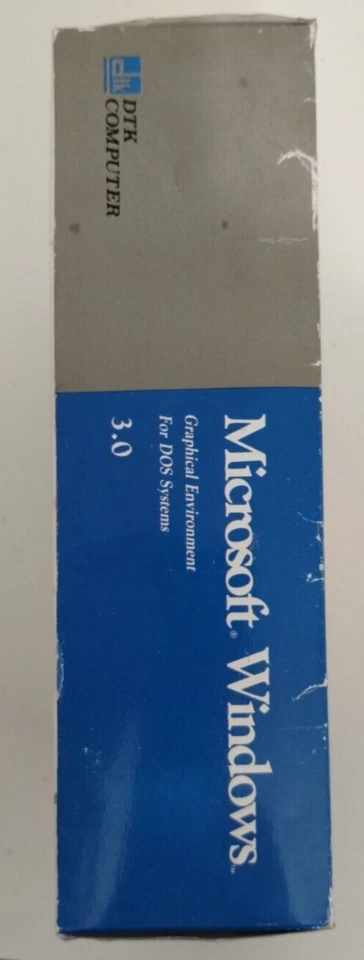 dtk
DTK
COMPUTER
Microsoft® Windows™
Graphical Environment
For DOS Systems
3.0